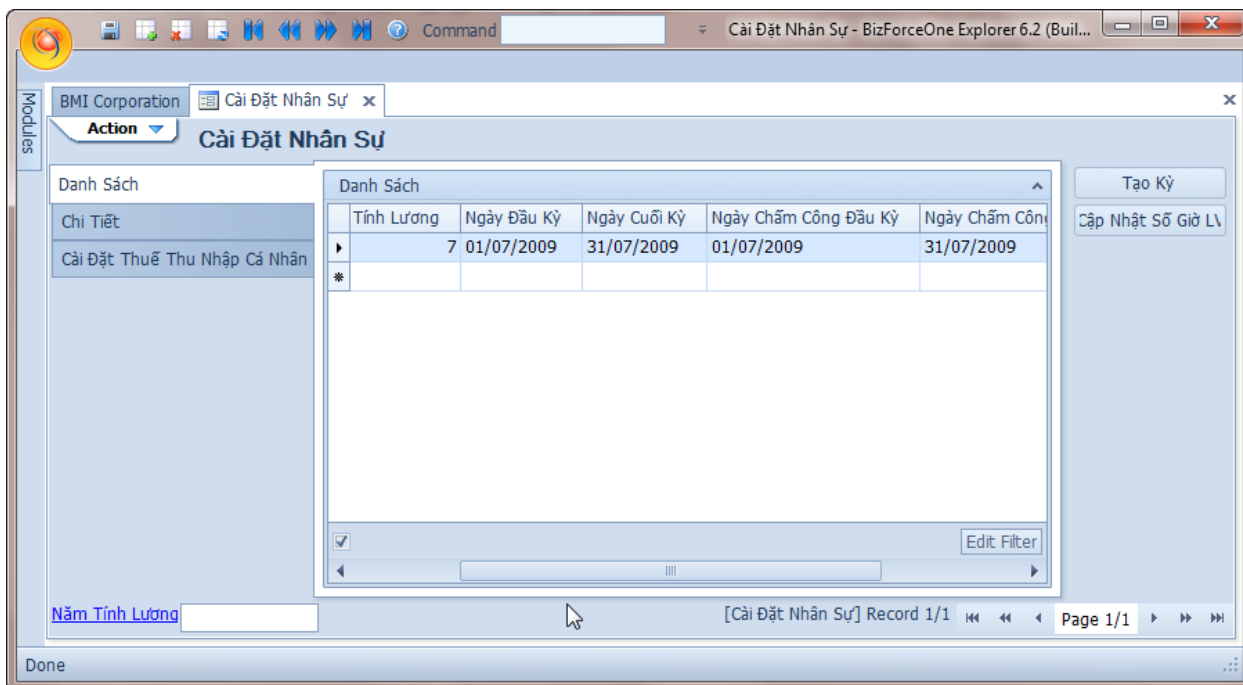 Command
Cài Đặt Nhân Sự - BizForceOne Explorer 6.2 (Buil...
Modules
BMI Corporation
Cài Đặt Nhân Sự
Action
Cài Đặt Nhân Sự
Danh Sách
Chi Tiết
Cài Đặt Thuế Thu Nhập Cá Nhân
Danh Sách
Tính Lương Ngày Đầu Kỳ Ngày Cuối Kỳ Ngày Chấm Công Đầu Kỳ Ngày Chấm Công
7 01/07/2009 31/07/2009 01/07/2009 31/07/2009
Edit Filter
Tạo Kỳ
Cập Nhật Số Giờ LV
Năm Tính Lương
[Cài Đặt Nhân Sự] Record 1/1
Page 1/1
Done